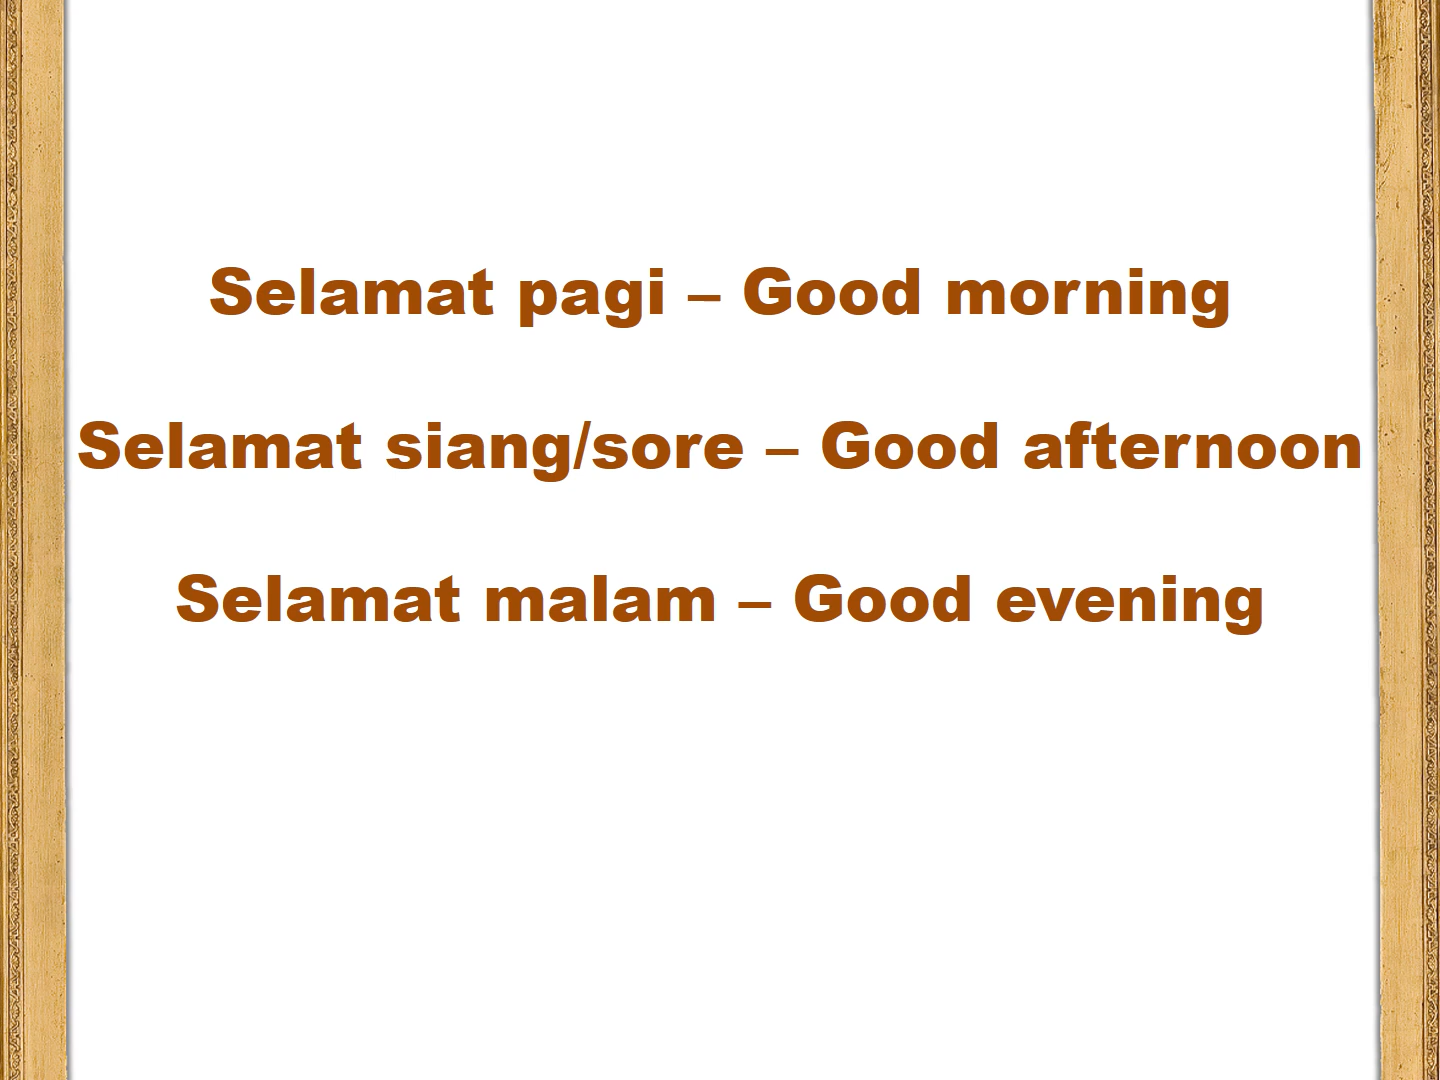 Selamat pagi – Good morning
Selamat siang/sore – Good afternoon
Selamat malam – Good evening